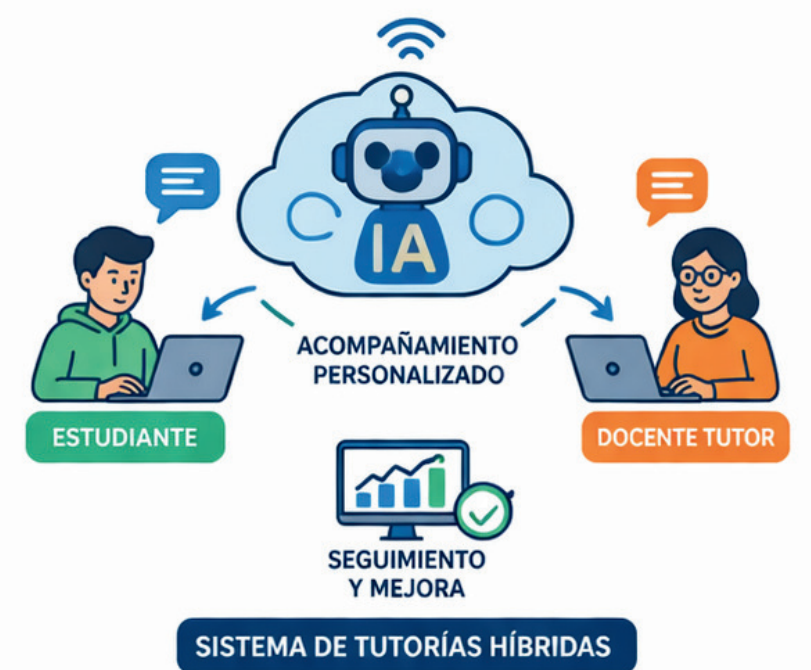 IA
ACOMPAÑAMIENTO
PERSONALIZADO
ESTUDIANTE
DOCENTE TUTOR
SEGUIMIENTO
Y MEJORA
SISTEMA DE TUTORÍAS HÍBRIDAS